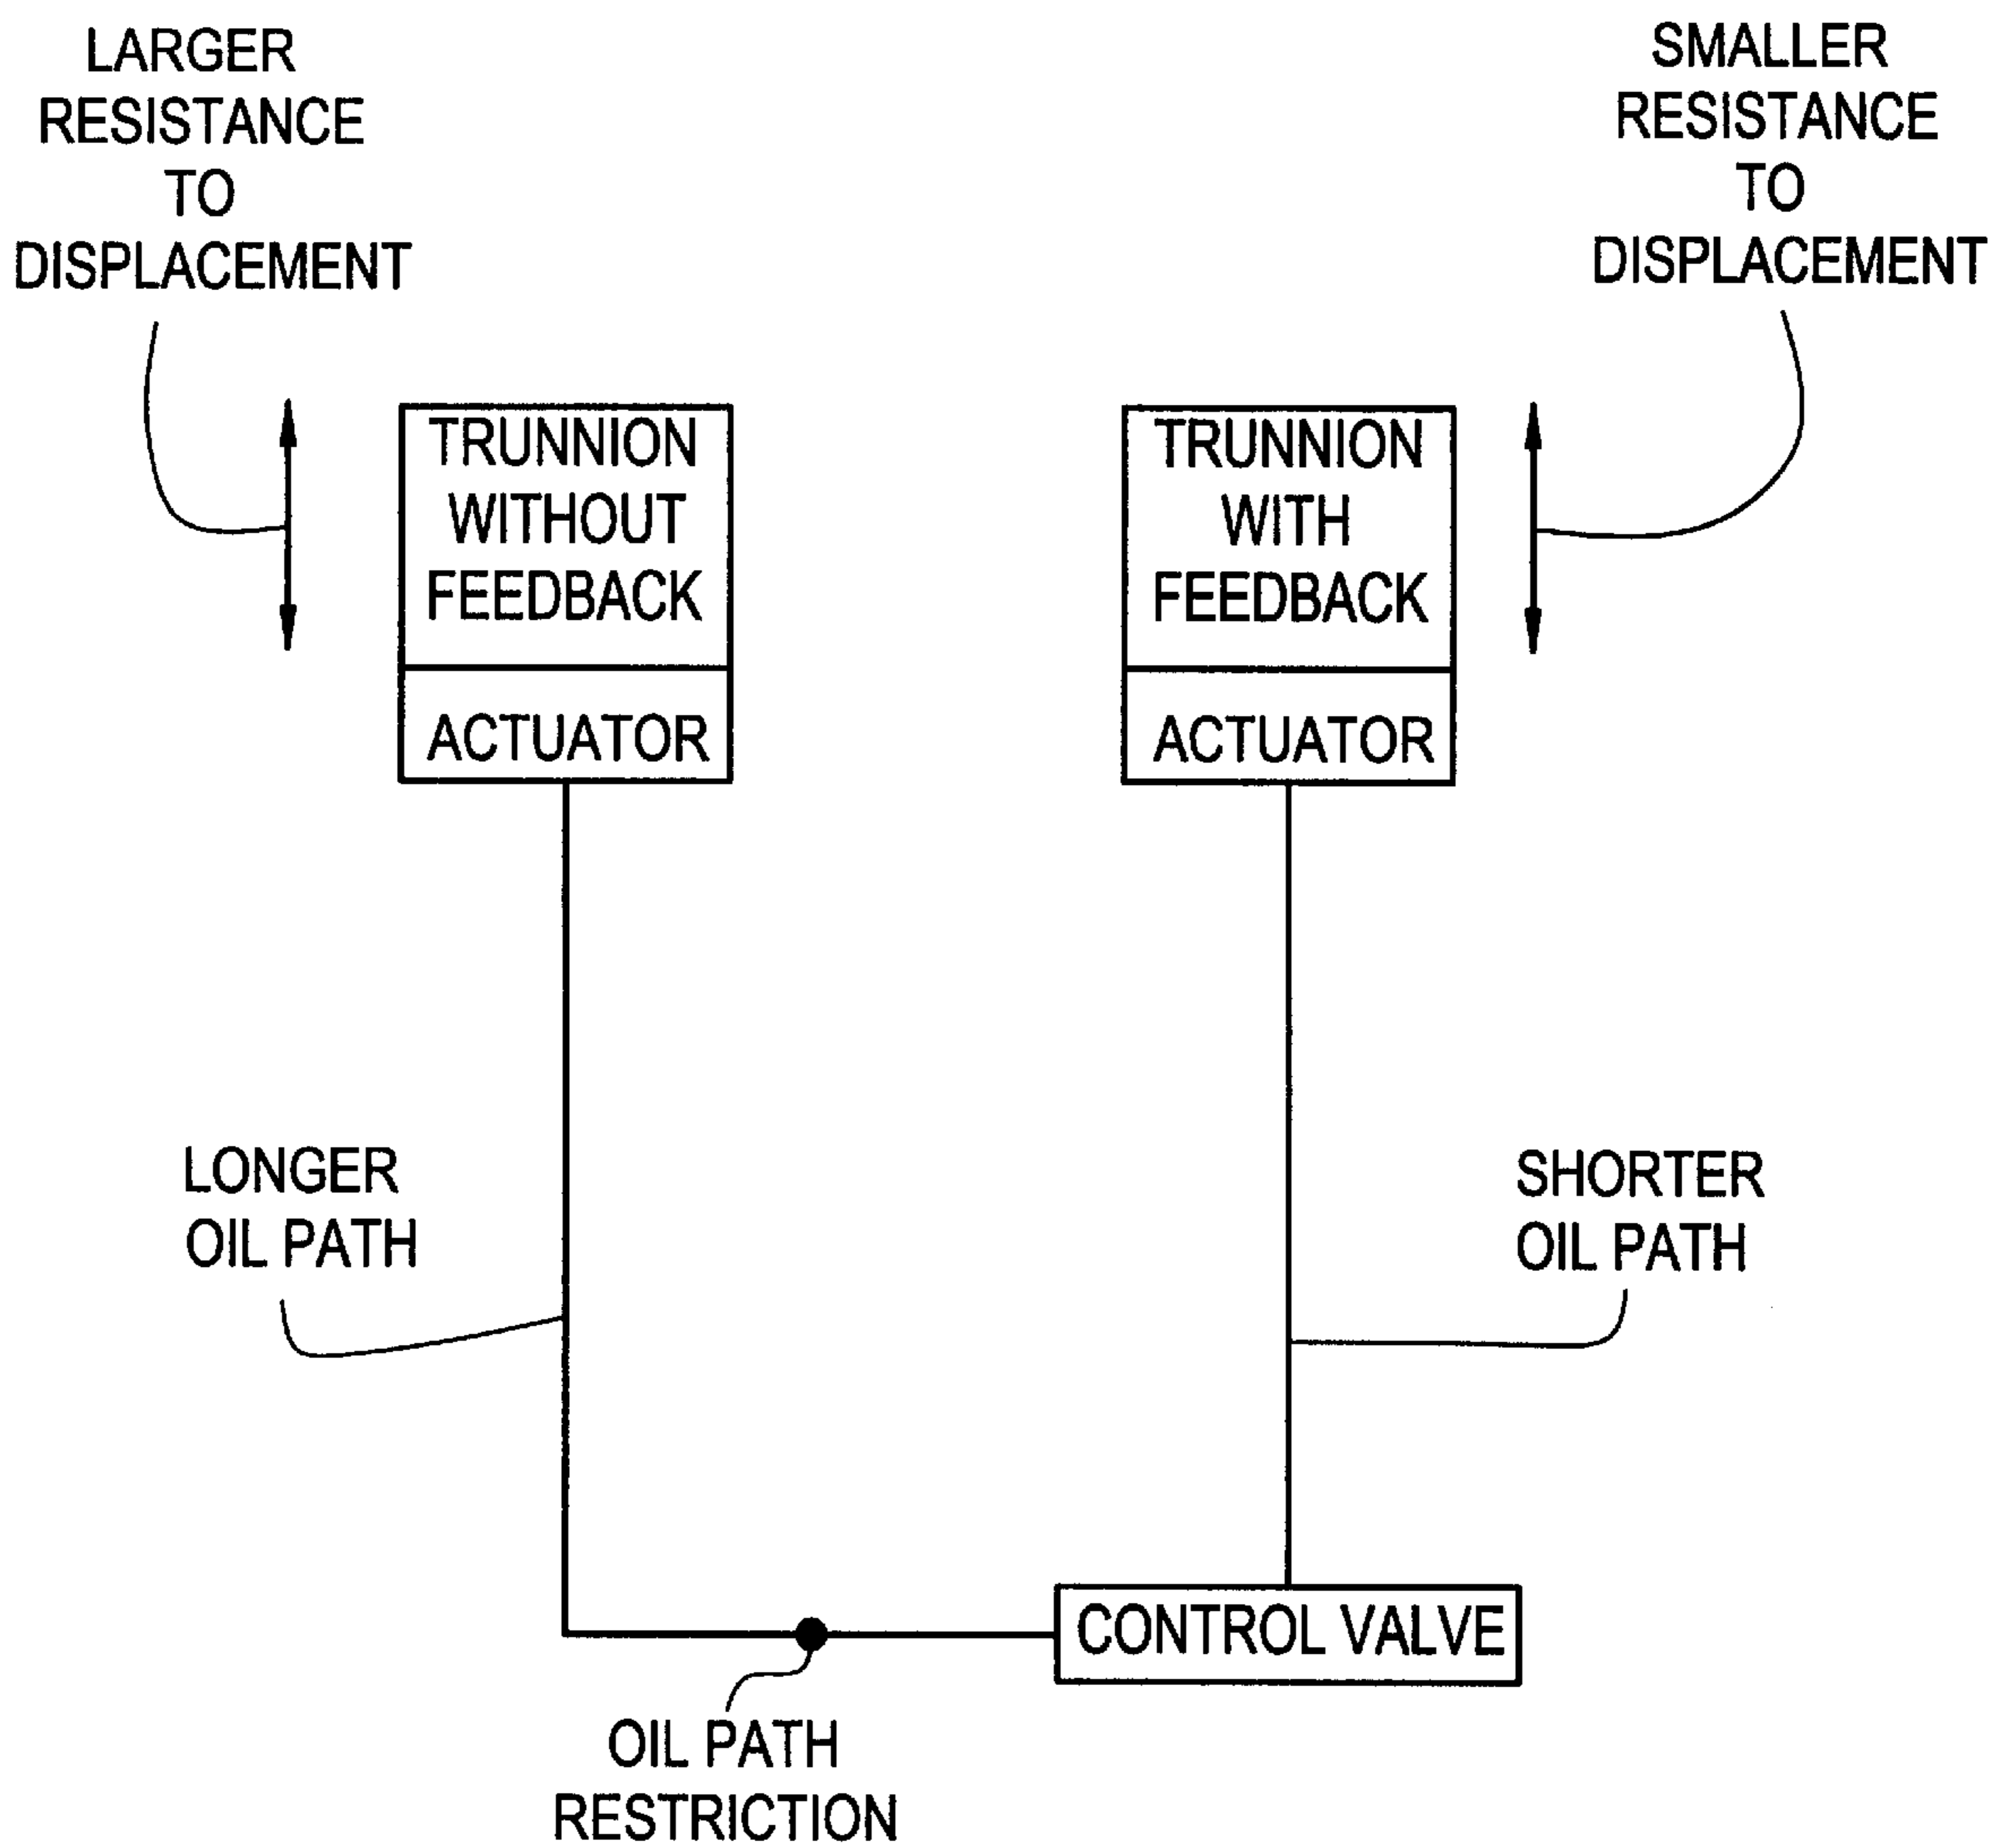 LARGER
RESISTANCE
TO
DISPLACEMENT
SMALLER
RESISTANCE
TO
DISPLACEMENT
TRUNNION
WITHOUT
FEEDBACK
ACTUATOR
TRUNNION
WITH
FEEDBACK
ACTUATOR
LONGER
OIL PATH
SHORTER
OIL PATH
CONTROL VALVE
OIL PATH
RESTRICTION